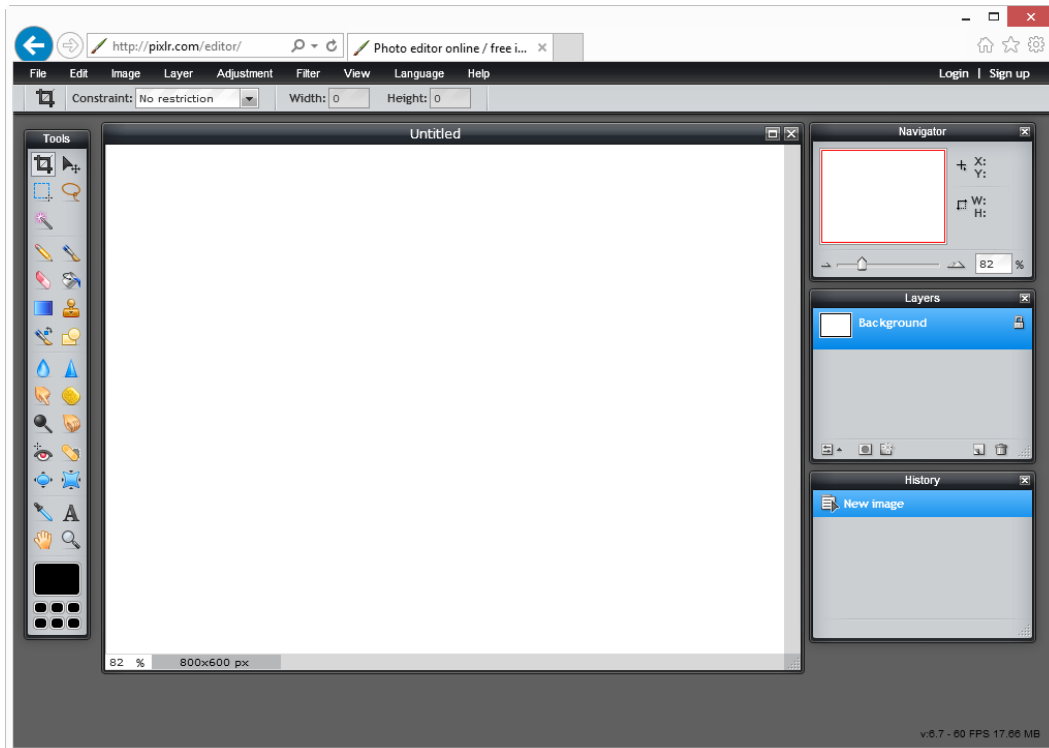 http://pixlr.com/editor/
Photo editor online / free i...
File Edit Image Layer Adjustment Filter View Language Help Login | Sign up
Constraint: No restriction Width: 0 Height: 0
Tools
Untitled
Navigator
X:
Y:
W:
H:
82 %
Layers
Background
History
New image
A
82 % 800x600 px
v:6.7 - 60 FPS 17.66 MB